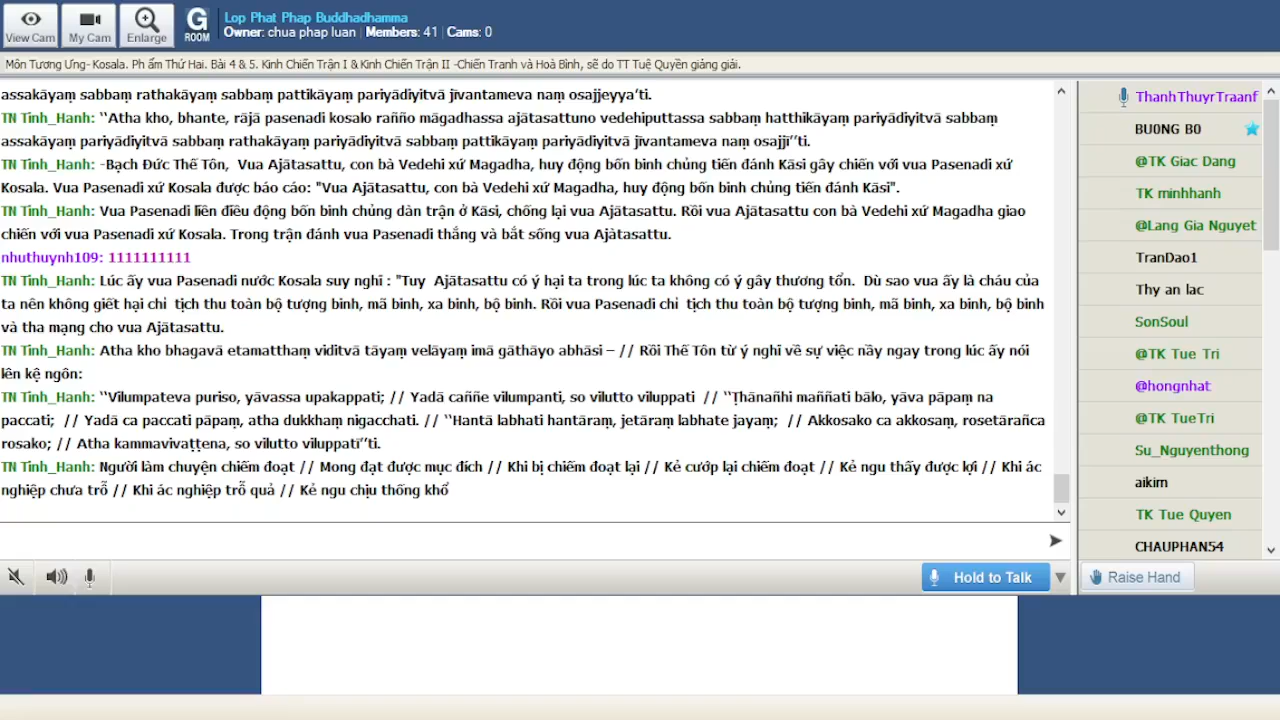 View Cam
My Cam
Enlarge
G
ROOM
Lop Phat Phap Buddhadhamma
Owner: chua phap luan | Members: 41 | Cams: 0
Môn Tương Ưng- Kosala. Ph ẩm Thứ Hai. Bài 4 & 5. Kinh Chiến Trận I & Kinh Chiến Trận II -Chiến Tranh và Hoà Bình, sẽ do TT Tuệ Quyền giảng giải.
assakāyaṃ sabbaṃ rathakāyaṃ sabbaṃ pattikāyaṃ pariyādiyitvā jīvantameva naṃ osajjeyya’ti.
TN Tinh_Hanh: ‘‘Atha kho, bhante, rājā pasenadi kosalo rañño māgadhassa ajātasattuno vedehiputtassa sabbaṃ hatthikāyaṃ pariyādiyitvā sabbaṃ
assakāyaṃ pariyādiyitvā sabbaṃ rathakāyaṃ pariyādiyitvā sabbaṃ pattikāyaṃ pariyādiyitvā jīvantameva naṃ osajjī’’ti.
TN Tinh_Hanh: -Bạch Đức Thế Tôn,  Vua Ajātasattu, con bà Vedehi xứ Magadha, huy động bốn binh chủng tiến đánh Kāsi gây chiến với vua Pasenadi xứ
Kosala. Vua Pasenadi xứ Kosala được báo cáo: "Vua Ajātasattu, con bà Vedehi xứ Magadha, huy động bốn binh chủng tiến đánh Kāsi".
TN Tinh_Hanh: Vua Pasenadi liền điều động bốn binh chủng dàn trận ở Kāsi, chống lại vua Ajātasattu. Rồi vua Ajātasattu con bà Vedehi xứ Magadha giao
chiến với vua Pasenadi xứ Kosala. Trong trận đánh vua Pasenadi thắng và bắt sống vua Ajàtasattu.
nhuthuynh109: 1111111111
TN Tinh_Hanh: Lúc ấy vua Pasenadi nước Kosala suy nghĩ : "Tuy  Ajātasattu có ý hại ta trong lúc ta không có ý gây thương tổn.  Dù sao vua ấy là cháu của
ta nên không giết hại chỉ  tịch thu toàn bộ tượng binh, mã binh, xa binh, bộ binh. Rồi vua Pasenadi chỉ  tịch thu toàn bộ tượng binh, mã binh, xa binh, bộ binh
và tha mạng cho vua Ajātasattu.
TN Tinh_Hanh: Atha kho bhagavā etamatthaṃ viditvā tāyaṃ velāyaṃ imā gāthāyo abhāsi – // Rồi Thế Tôn từ ý nghĩ về sự việc nầy ngay trong lúc ấy nói
lên kệ ngôn:
TN Tinh_Hanh: ‘‘Vilumpateva puriso, yāvassa upakappati; // Yadā caññe vilumpanti, so vilutto viluppati  // ‘‘Ṭhānañhi maññati bālo, yāva pāpaṃ na
paccati;  // Yadā ca paccati pāpaṃ, atha dukkhaṃ nigacchati. // ‘‘Hantā labhati hantāraṃ, jetāraṃ labhate jayaṃ;  // Akkosako ca akkosaṃ, rosetārañca
rosako; // Atha kammavivaṭṭena, so vilutto viluppatī’’ti.
TN Tinh_Hanh: Người làm chuyện chiếm đoạt // Mong đạt được mục đích // Khi bị chiếm đoạt lại // Kẻ cướp lại chiếm đoạt // Kẻ ngu thấy được lợi // Khi ác
nghiệp chưa trỗ // Khi ác nghiệp trỗ quả // Kẻ ngu chịu thống khổ
Hold to Talk
ThanhThuyrTraanf
BU0NG B0
@TK Giac Dang
TK minhhanh
@Lang Gia Nguyet
TranDao1
Thy an lac
SonSoul
@TK Tue Tri
@hongnhat
@TK TueTri
Su_Nguyenthong
aikim
TK Tue Quyen
CHAUPHAN54
Raise Hand